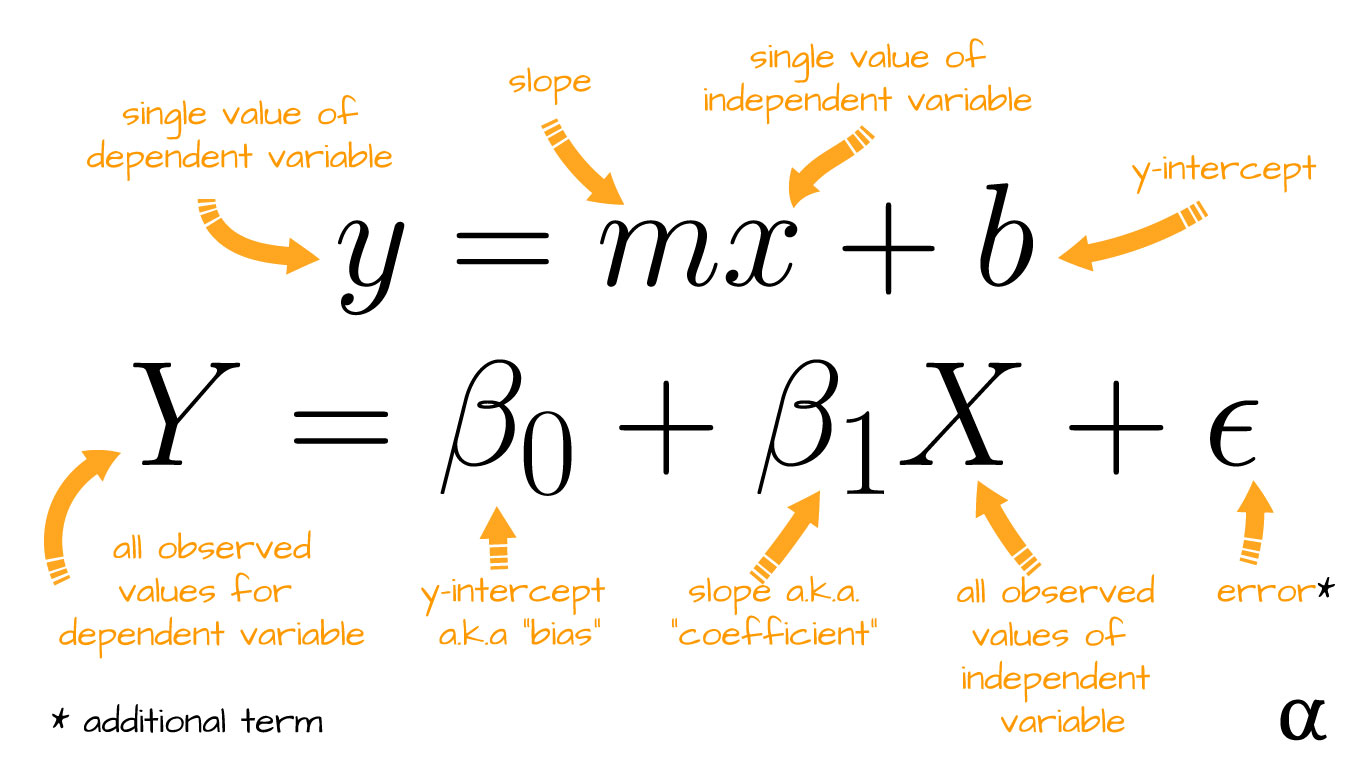 single value of
dependent variable
slope
single value of
independent variable
y-intercept
y = mx + b
Y = β₀ + β₁X + ϵ
all observed
values for
dependent variable
y-intercept
a.k.a "bias"
slope a.k.a.
"coefficient"
all observed
values of
independent
variable
error*
* additional term
α